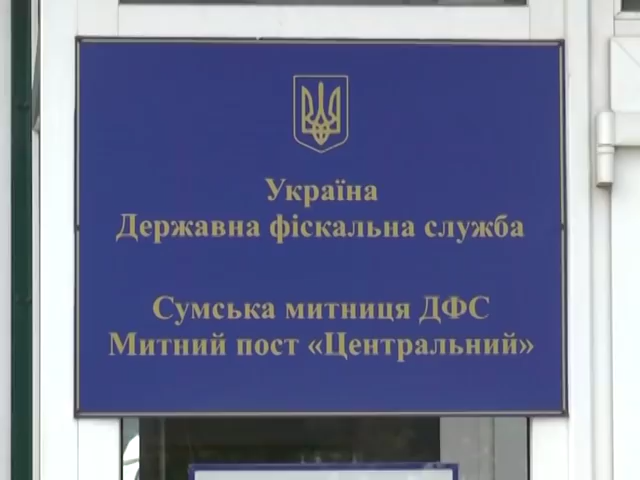 Україна
Державна фіскальна служба
Сумська митниця ДФС
Митний пост «Центральний»